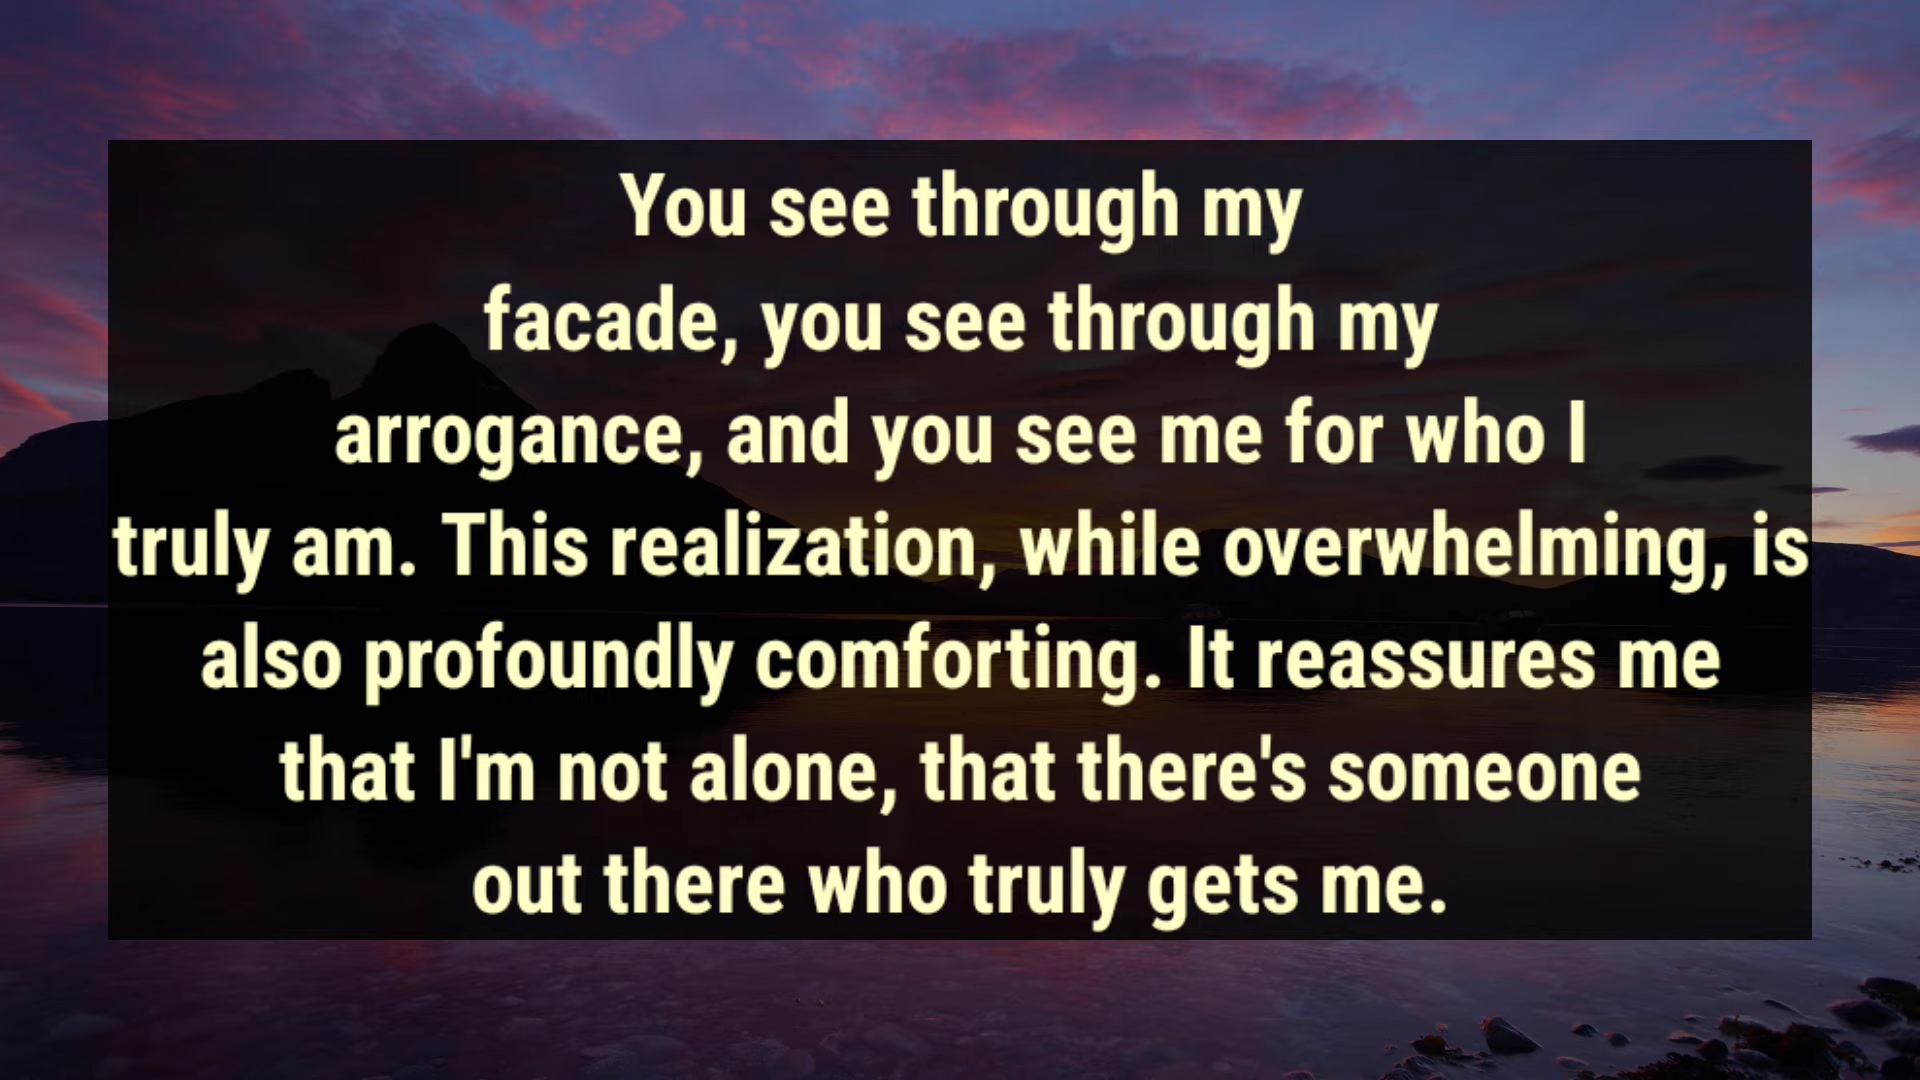 You see through my
facade, you see through my
arrogance, and you see me for who I
truly am. This realization, while overwhelming, is
also profoundly comforting. It reassures me
that I'm not alone, that there's someone
out there who truly gets me.